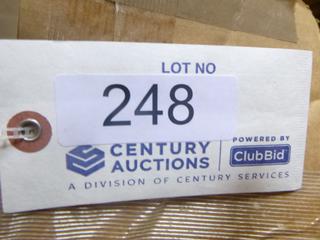 LOT NO
248
CENTURY AUCTIONS
POWERED BY
ClubBid
A DIVISION OF CENTURY SERVICES